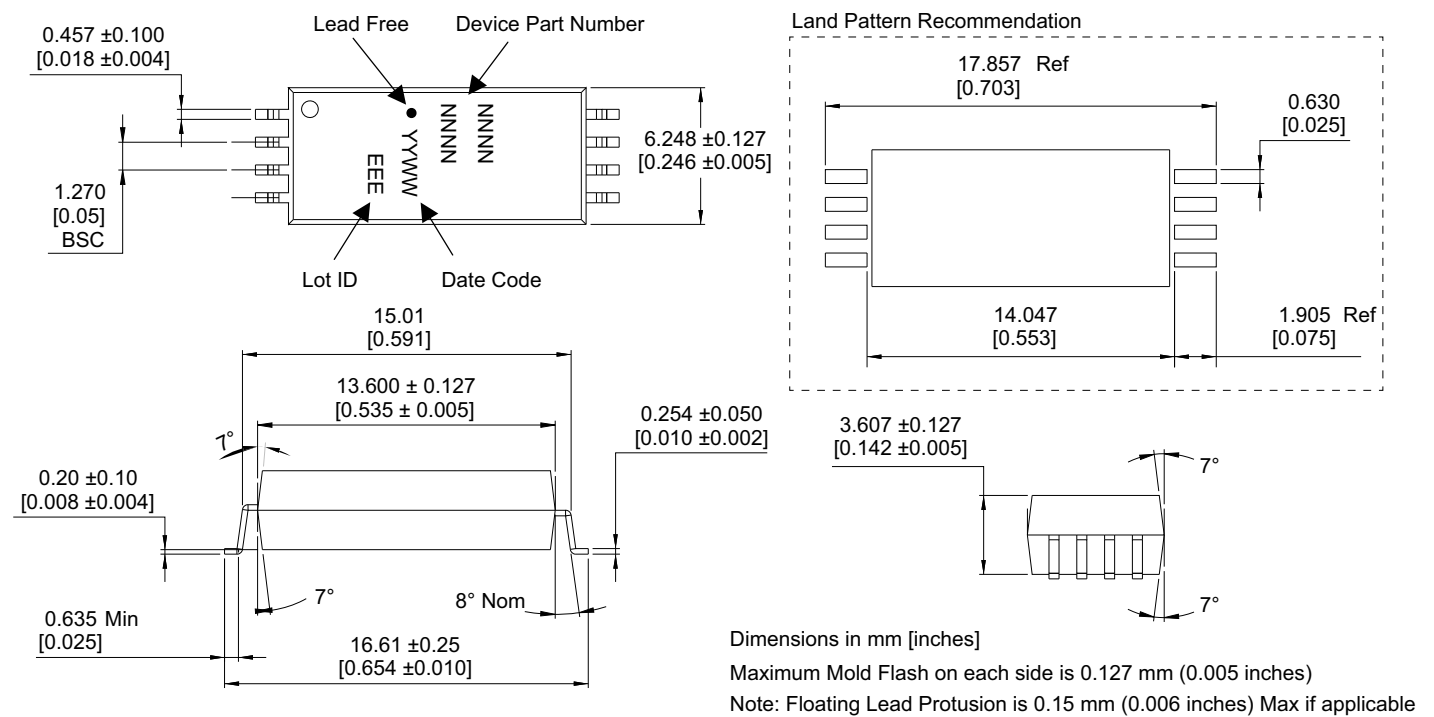 Lead Free
Device Part Number
0.457 ±0.100
[0.018 ±0.004]
NNNN
NNNN
YYWW
EEE
6.248 ±0.127
[0.246 ±0.005]
1.270
[0.05]
BSC
Lot ID
Date Code
Land Pattern Recommendation
17.857 Ref
[0.703]
0.630
[0.025]
14.047
[0.553]
1.905 Ref
[0.075]
15.01
[0.591]
13.600 ± 0.127
[0.535 ± 0.005]
7°
0.254 ±0.050
[0.010 ±0.002]
0.20 ±0.10
[0.008 ±0.004]
7°
8° Nom
0.635 Min
[0.025]
16.61 ±0.25
[0.654 ±0.010]
3.607 ±0.127
[0.142 ±0.005]
7°
7°
Dimensions in mm [inches]
Maximum Mold Flash on each side is 0.127 mm (0.005 inches)
Note: Floating Lead Protusion is 0.15 mm (0.006 inches) Max if applicable